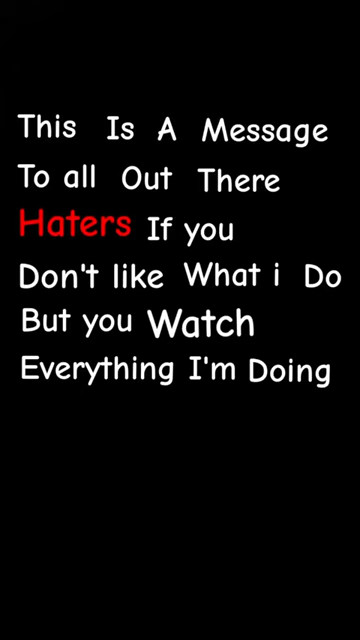 This Is A Message
To all Out There
Haters If you
Don't like What i Do
But you Watch
Everything I'm Doing